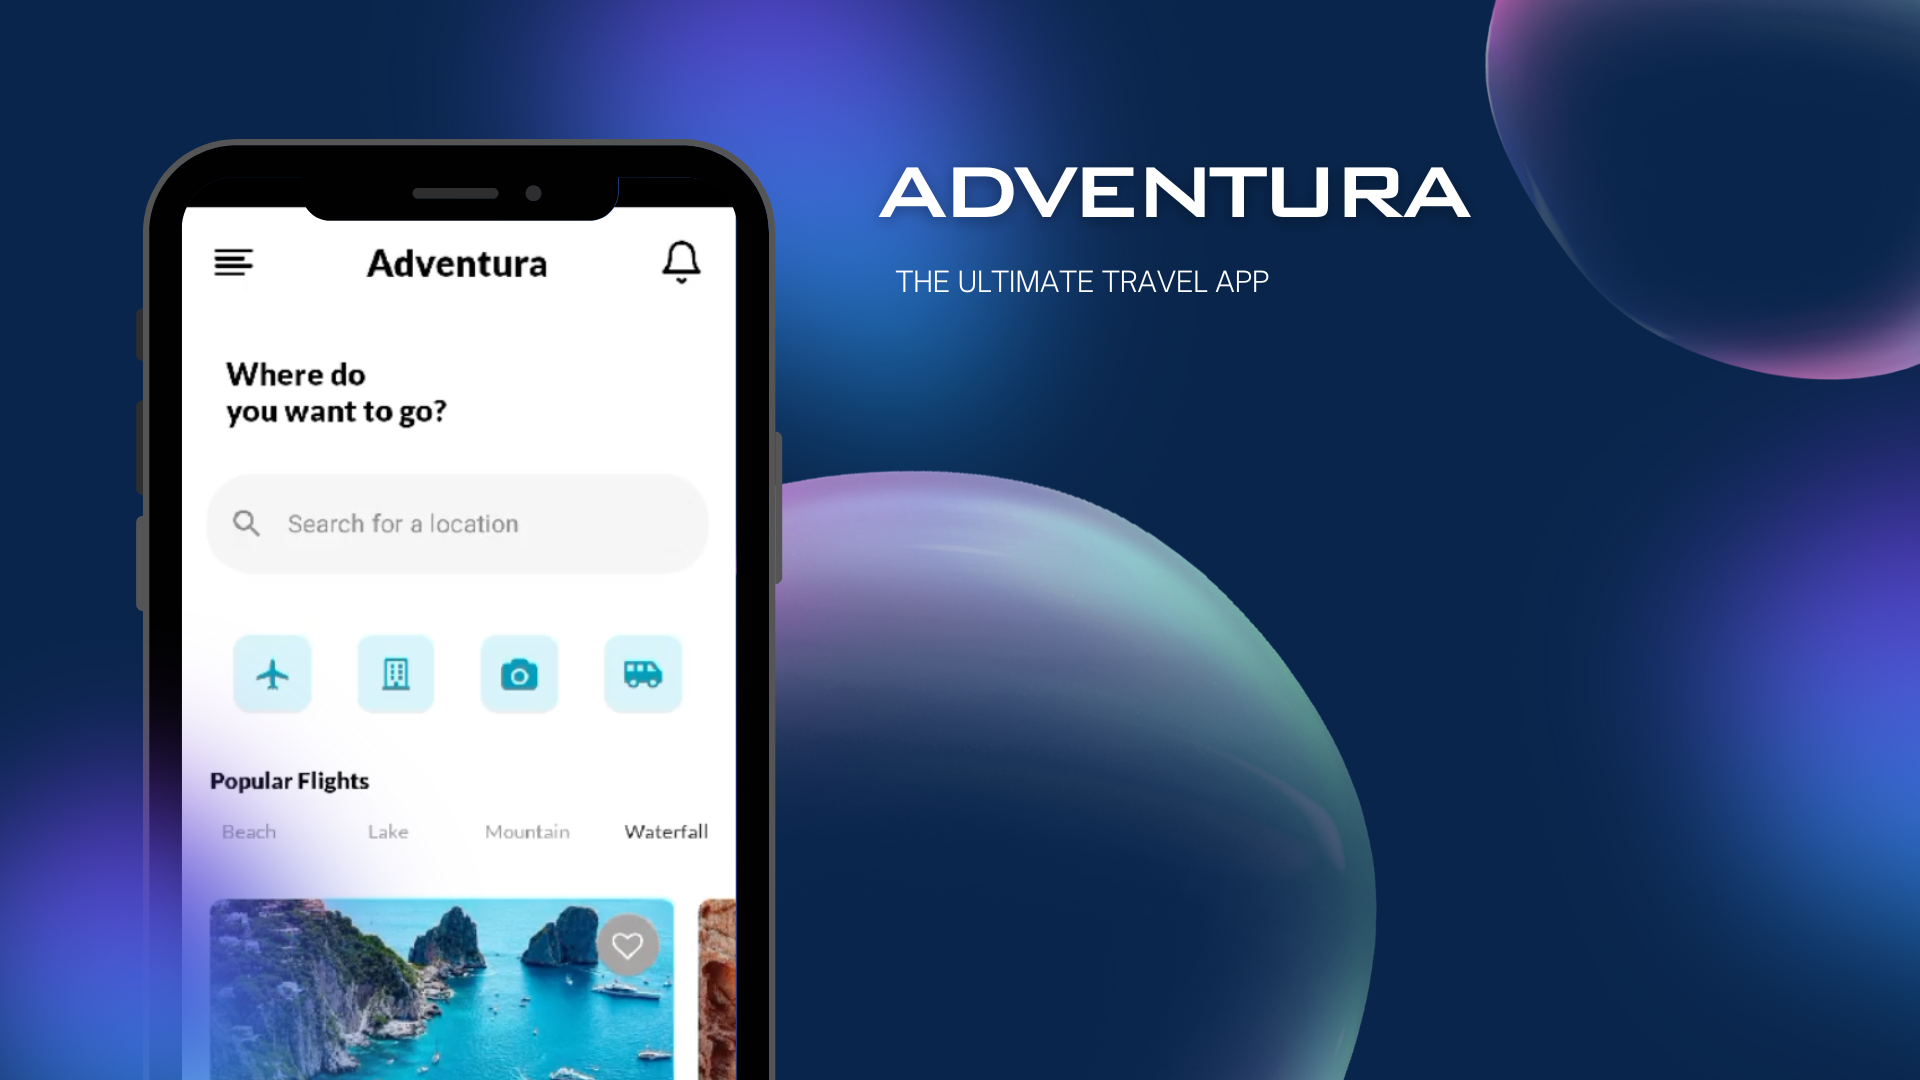 ADVENTURA
THE ULTIMATE TRAVEL APP
Adventura
Where do
you want to go?
Search for a location
Popular Flights
Beach Lake Mountain Waterfall